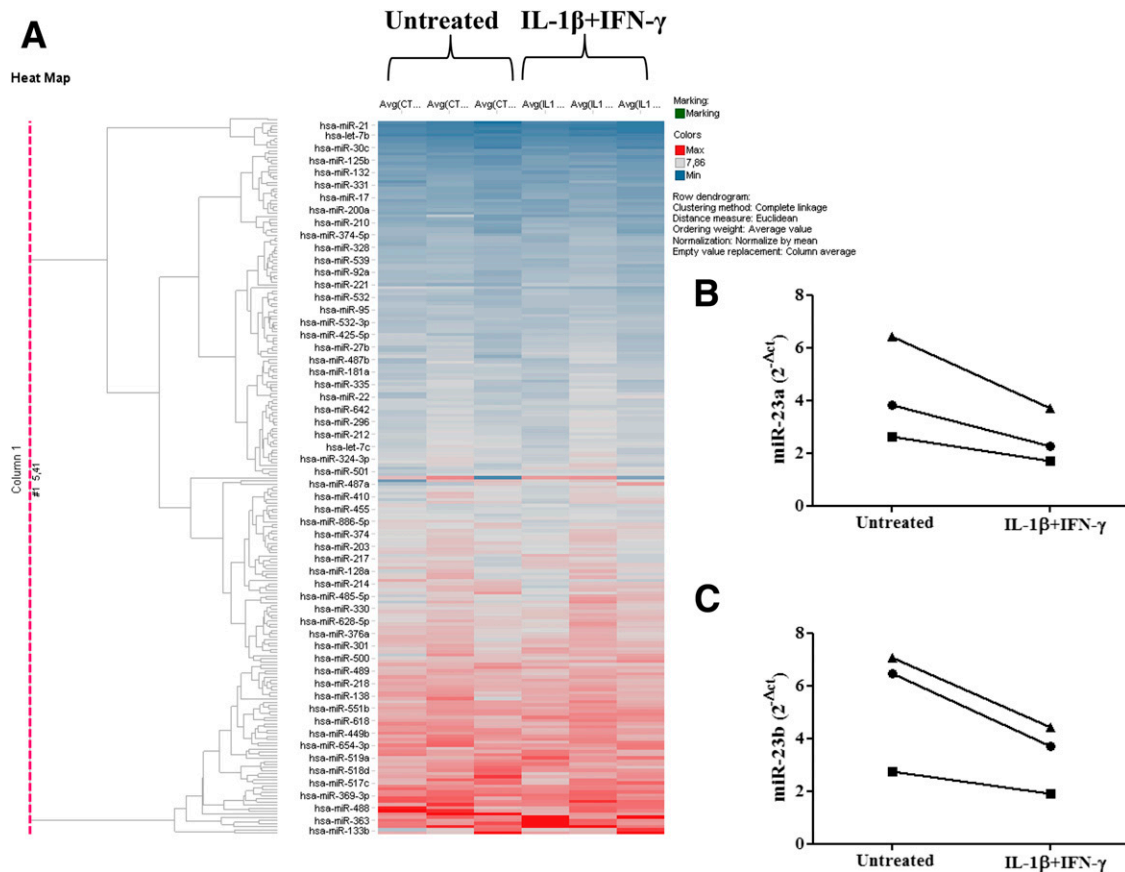 A
Untreated IL-1β+IFN-γ
Heat Map
Avg(CT... Avg(CT... Avg(CT... Avg(IL1 ... Avg(IL1 ... Avg(IL1 ...
Marking:
Marking
Colors
Max
7,86
Min
Row dendrogram:
Clustering method: Complete linkage
Distance measure: Euclidean
Ordering weight: Average value
Normalization: Normalize by mean
Empty value replacement: Column average
Column 1
#1 5,41
hsa-miR-21
hsa-let-7b
hsa-miR-30c
hsa-miR-125b
hsa-miR-132
hsa-miR-331
hsa-miR-17
hsa-miR-200a
hsa-miR-210
hsa-miR-374-5p
hsa-miR-328
hsa-miR-539
hsa-miR-92a
hsa-miR-221
hsa-miR-532
hsa-miR-95
hsa-miR-532-3p
hsa-miR-425-5p
hsa-miR-27b
hsa-miR-487b
hsa-miR-181a
hsa-miR-335
hsa-miR-22
hsa-miR-642
hsa-miR-296
hsa-miR-212
hsa-let-7c
hsa-miR-324-3p
hsa-miR-501
hsa-miR-487a
hsa-miR-410
hsa-miR-455
hsa-miR-886-5p
hsa-miR-374
hsa-miR-203
hsa-miR-217
hsa-miR-128a
hsa-miR-214
hsa-miR-485-5p
hsa-miR-330
hsa-miR-628-5p
hsa-miR-376a
hsa-miR-301
hsa-miR-500
hsa-miR-489
hsa-miR-218
hsa-miR-138
hsa-miR-551b
hsa-miR-618
hsa-miR-449b
hsa-miR-654-3p
hsa-miR-519a
hsa-miR-518d
hsa-miR-517c
hsa-miR-369-3p
hsa-miR-488
hsa-miR-363
hsa-miR-133b
B
miR-23a (2^-Δct)
8
6
4
2
0
Untreated IL-1β+IFN-γ
C
miR-23b (2^-Δct)
8
6
4
2
0
Untreated IL-1β+IFN-γ